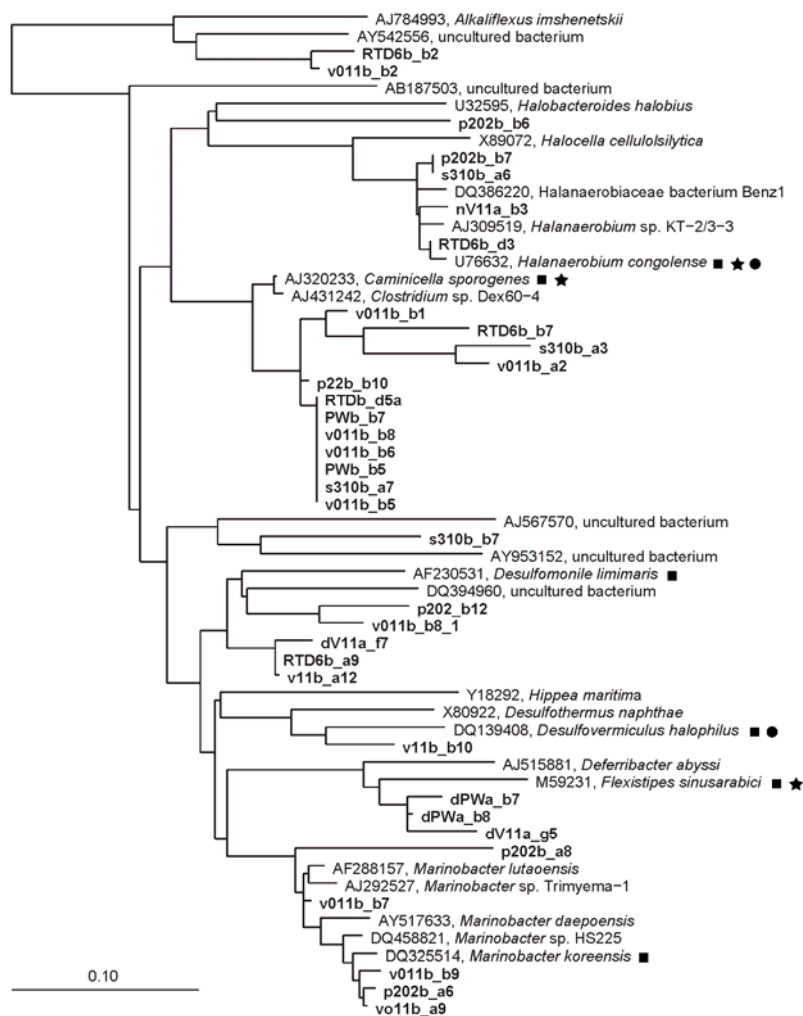 AJ784993, Alkaliflexus imshenetskii
AY542556, uncultured bacterium
RTD6b_b2
v011b_b2
AB187503, uncultured bacterium
U32595, Halobacteroides halobius
p202b_b6
X89072, Halocella cellulolsilytica
p202b_b7
s310b_a6
DQ386220, Halanaerobiaceae bacterium Benz1
nV11a_b3
AJ309519, Halanaerobium sp. KT−2/3−3
RTD6b_d3
U76632, Halanaerobium congolense ■ ★ ●
AJ320233, Caminicella sporogenes ■ ★
AJ431242, Clostridium sp. Dex60−4
v011b_b1
RTD6b_b7
s310b_a3
v011b_a2
p22b_b10
RTDb_d5a
PWb_b7
v011b_b8
v011b_b6
PWb_b5
s310b_a7
v011b_b5
AJ567570, uncultured bacterium
s310b_b7
AY953152, uncultured bacterium
AF230531, Desulfomonile limimaris ■
DQ394960, uncultured bacterium
p202_b12
v011b_b8_1
dV11a_f7
RTD6b_a9
v11b_a12
Y18292, Hippea maritima
X80922, Desulfothermus naphthae
DQ139408, Desulfovermiculus halophilus ■ ●
v11b_b10
AJ515881, Deferribacter abyssi
M59231, Flexistipes sinusarabici ■ ★
dPWa_b7
dPWa_b8
dV11a_g5
p202b_a8
AF288157, Marinobacter lutaoensis
AJ292527, Marinobacter sp. Trimyema−1
v011b_b7
AY517633, Marinobacter daepoensis
DQ458821, Marinobacter sp. HS225
DQ325514, Marinobacter koreensis ■
v011b_b9
p202b_a6
vo11b_a9
0.10